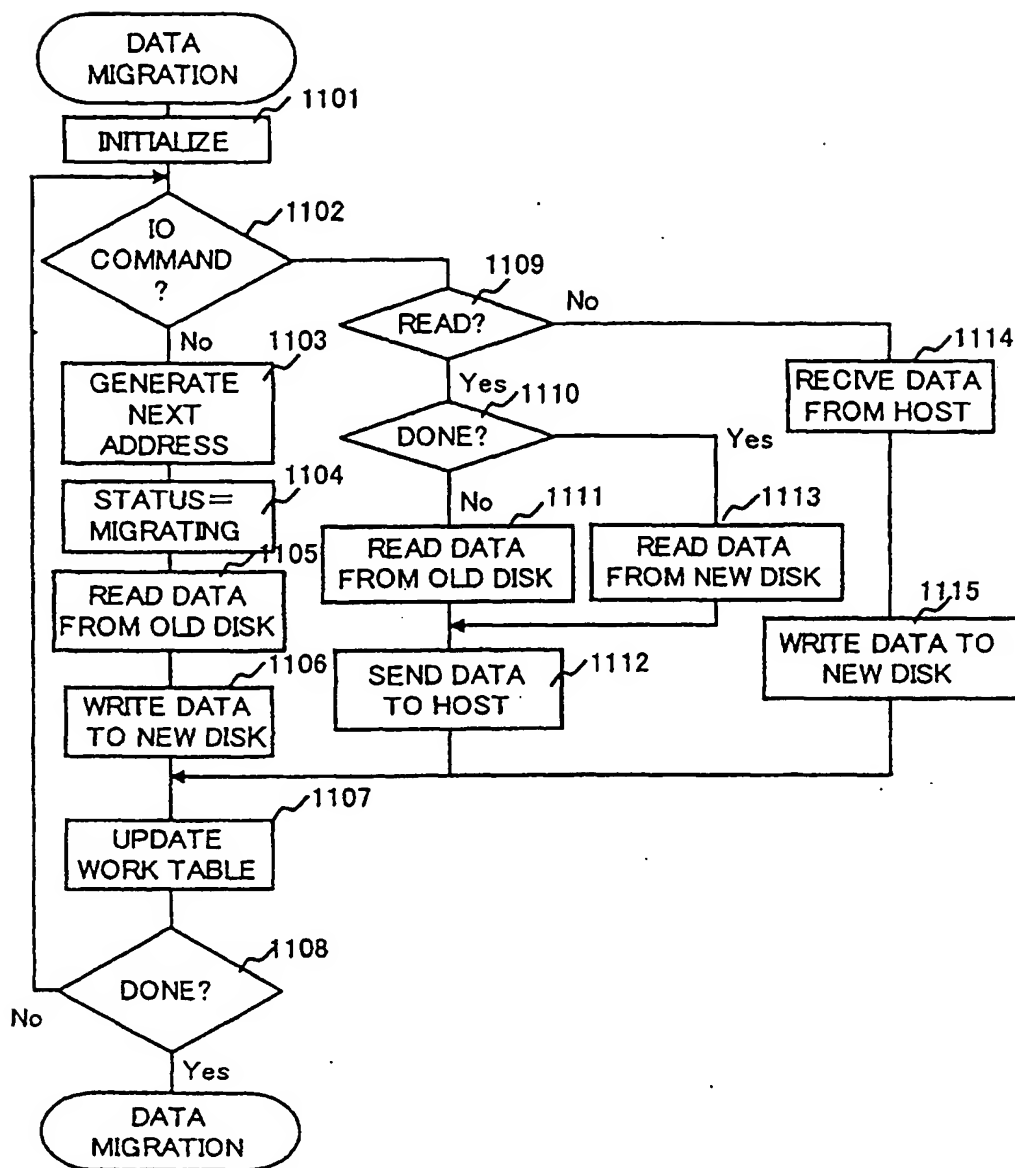 DATA
MIGRATION
1101
INITIALIZE
1102
IO
COMMAND
?
No
1103
GENERATE
NEXT
ADDRESS
1104
STATUS=
MIGRATING
1105
READ DATA
FROM OLD DISK
1106
WRITE DATA
TO NEW DISK
1109
READ?
No
Yes
1110
DONE?
Yes
No
1111
READ DATA
FROM OLD DISK
1113
READ DATA
FROM NEW DISK
1112
SEND DATA
TO HOST
1114
RECIVE DATA
FROM HOST
1115
WRITE DATA TO
NEW DISK
1107
UPDATE
WORK TABLE
1108
DONE?
No
Yes
DATA
MIGRATION